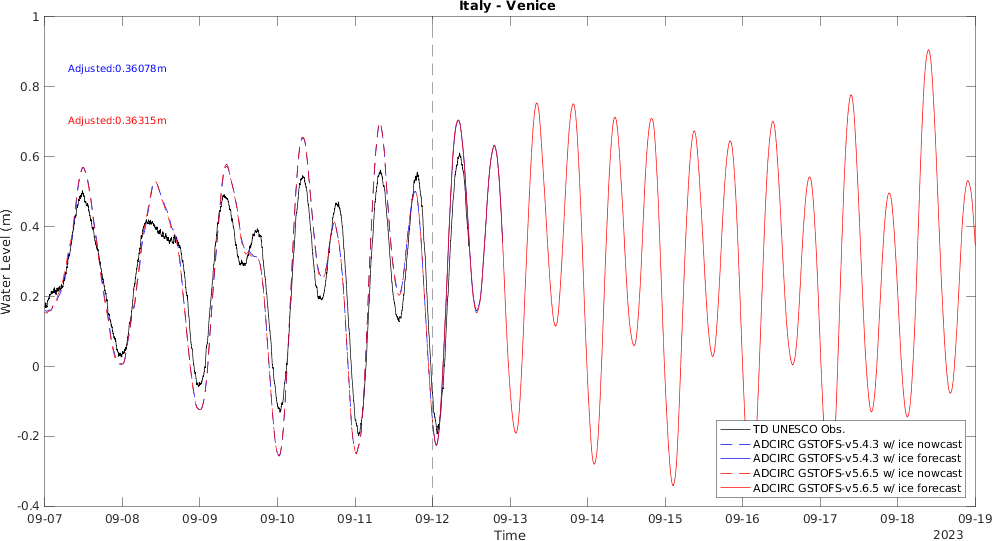 Italy - Venice
1
0.8
0.6
0.4
0.2
0
-0.2
-0.4
Water Level (m)
Adjusted:0.36078m
Adjusted:0.36315m
TD UNESCO Obs.
ADCIRC GSTOFS-v5.4.3 w/ ice nowcast
ADCIRC GSTOFS-v5.4.3 w/ ice forecast
ADCIRC GSTOFS-v5.6.5 w/ ice nowcast
ADCIRC GSTOFS-v5.6.5 w/ ice forecast
09-07 09-08 09-09 09-10 09-11 09-12 09-13 09-14 09-15 09-16 09-17 09-18 09-19
Time
2023